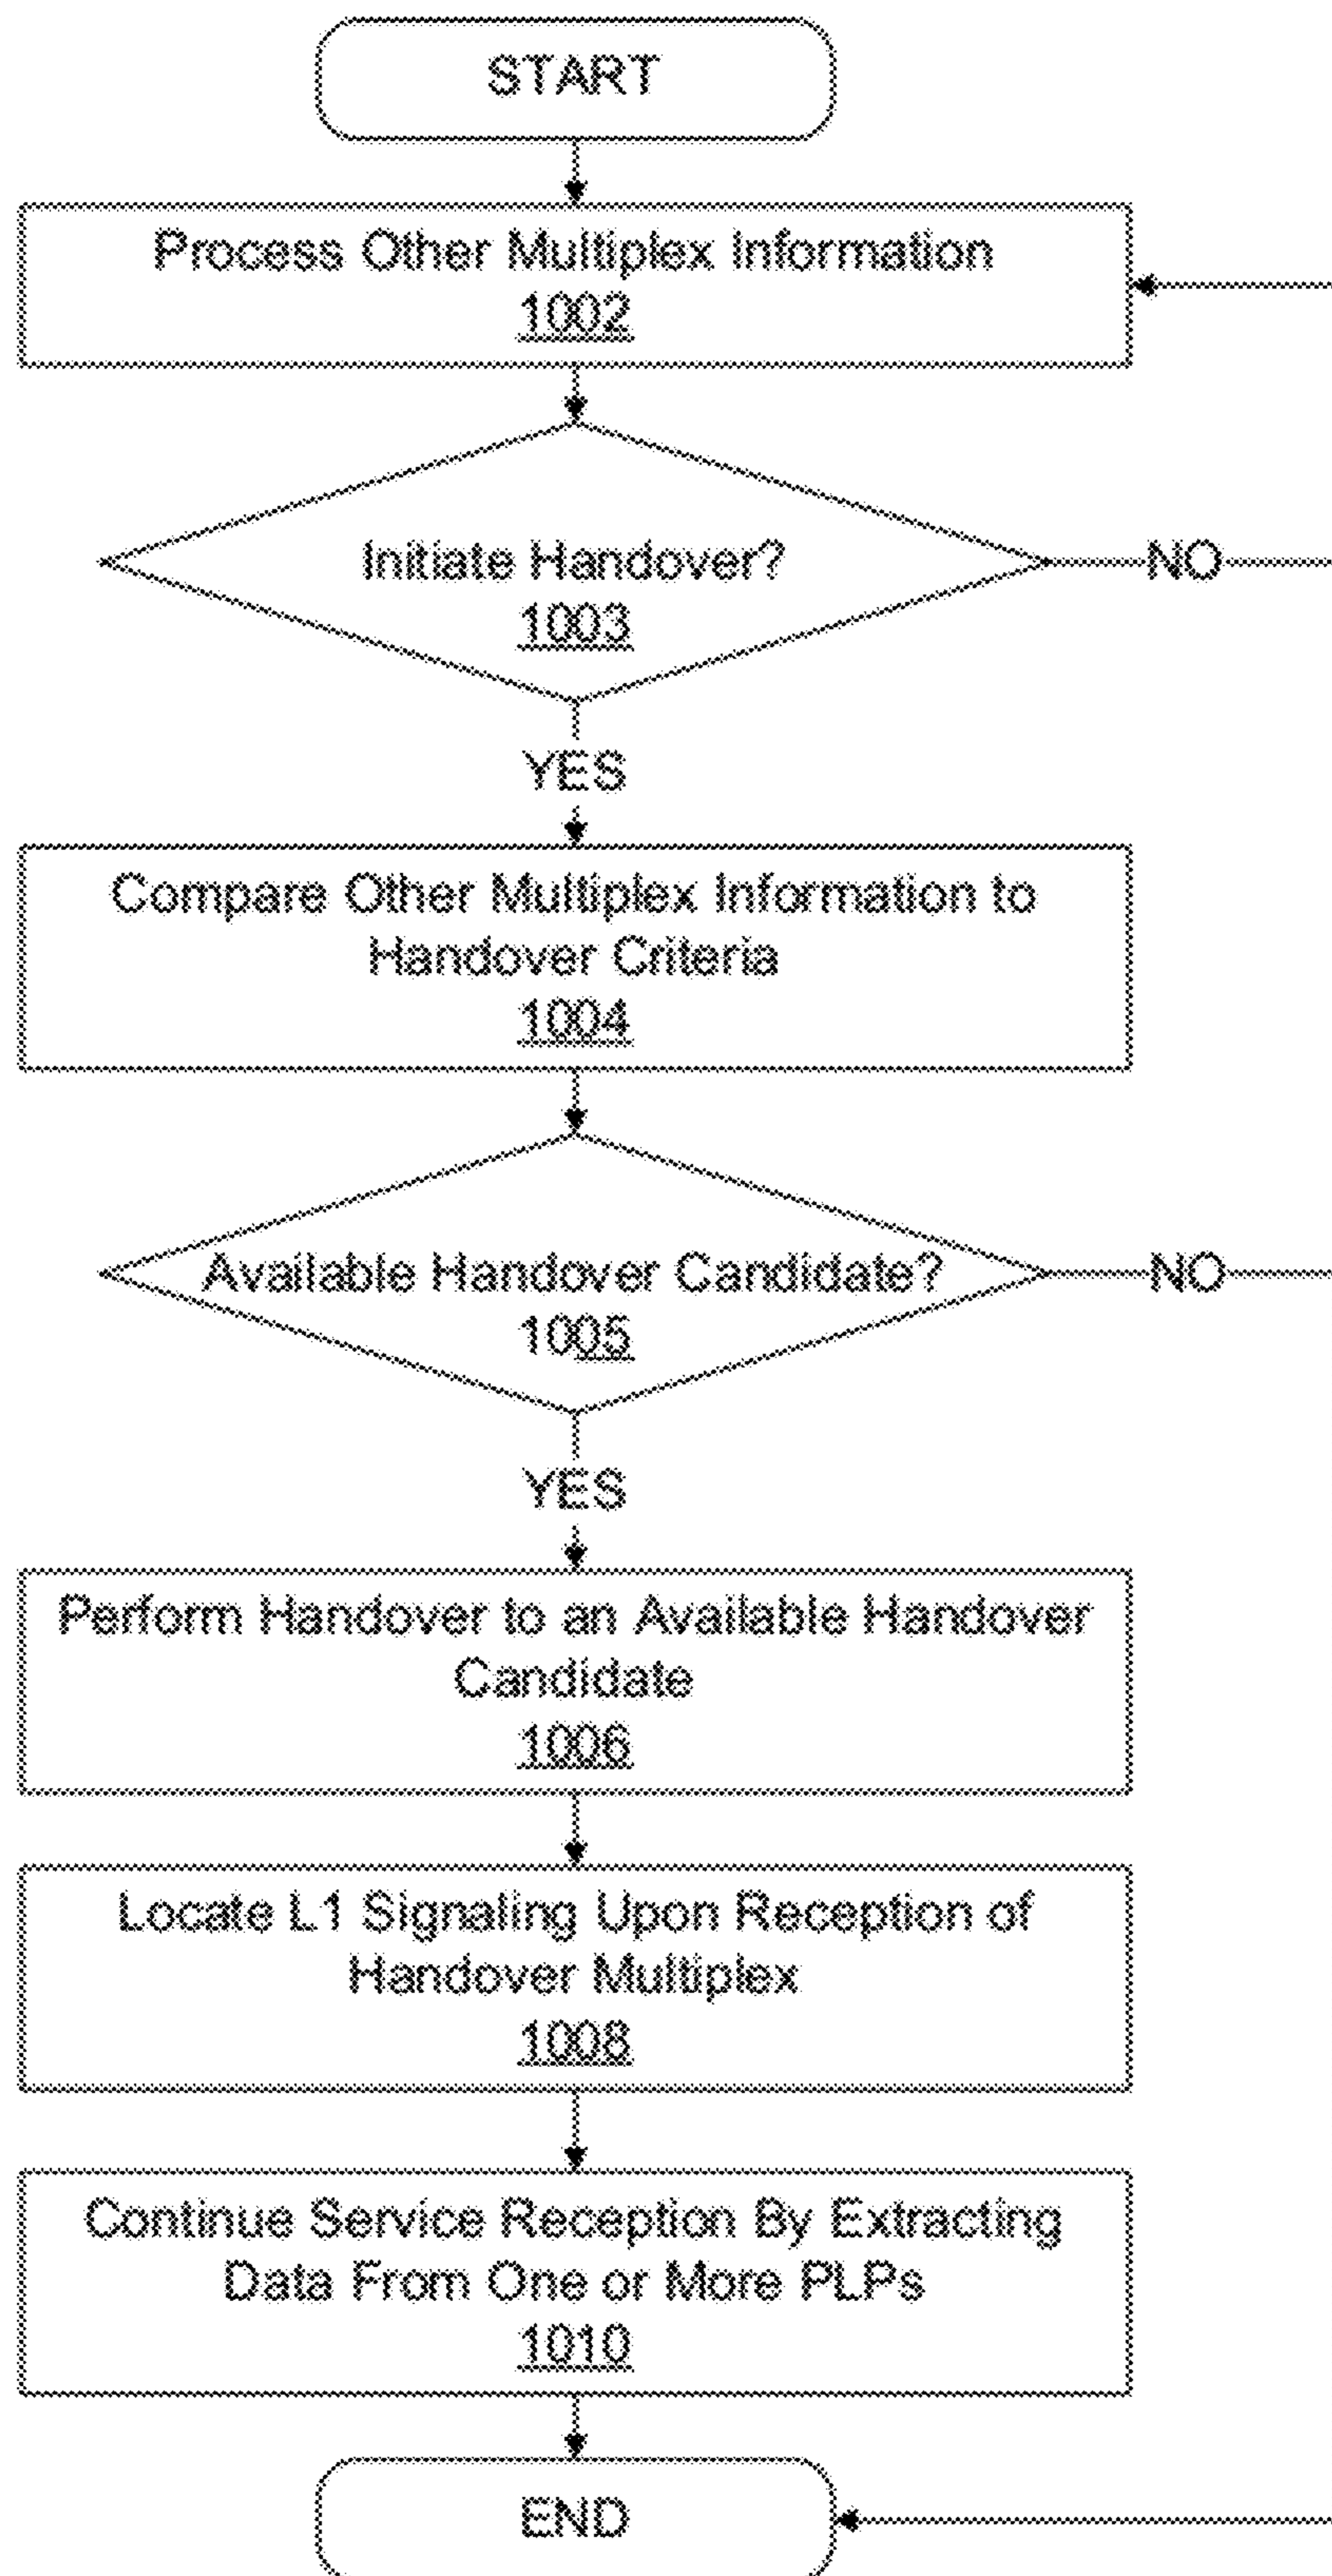 START
Process Other Multiplex Information
1002
Initiate Handover?
1003
NO
YES
Compare Other Multiplex Information to
Handover Criteria
1004
Available Handover Candidate?
1005
NO
YES
Perform Handover to an Available Handover
Candidate
1006
Locate L1 Signaling Upon Reception of
Handover Multiplex
1008
Continue Service Reception By Extracting
Data From One or More PLPs
1010
END